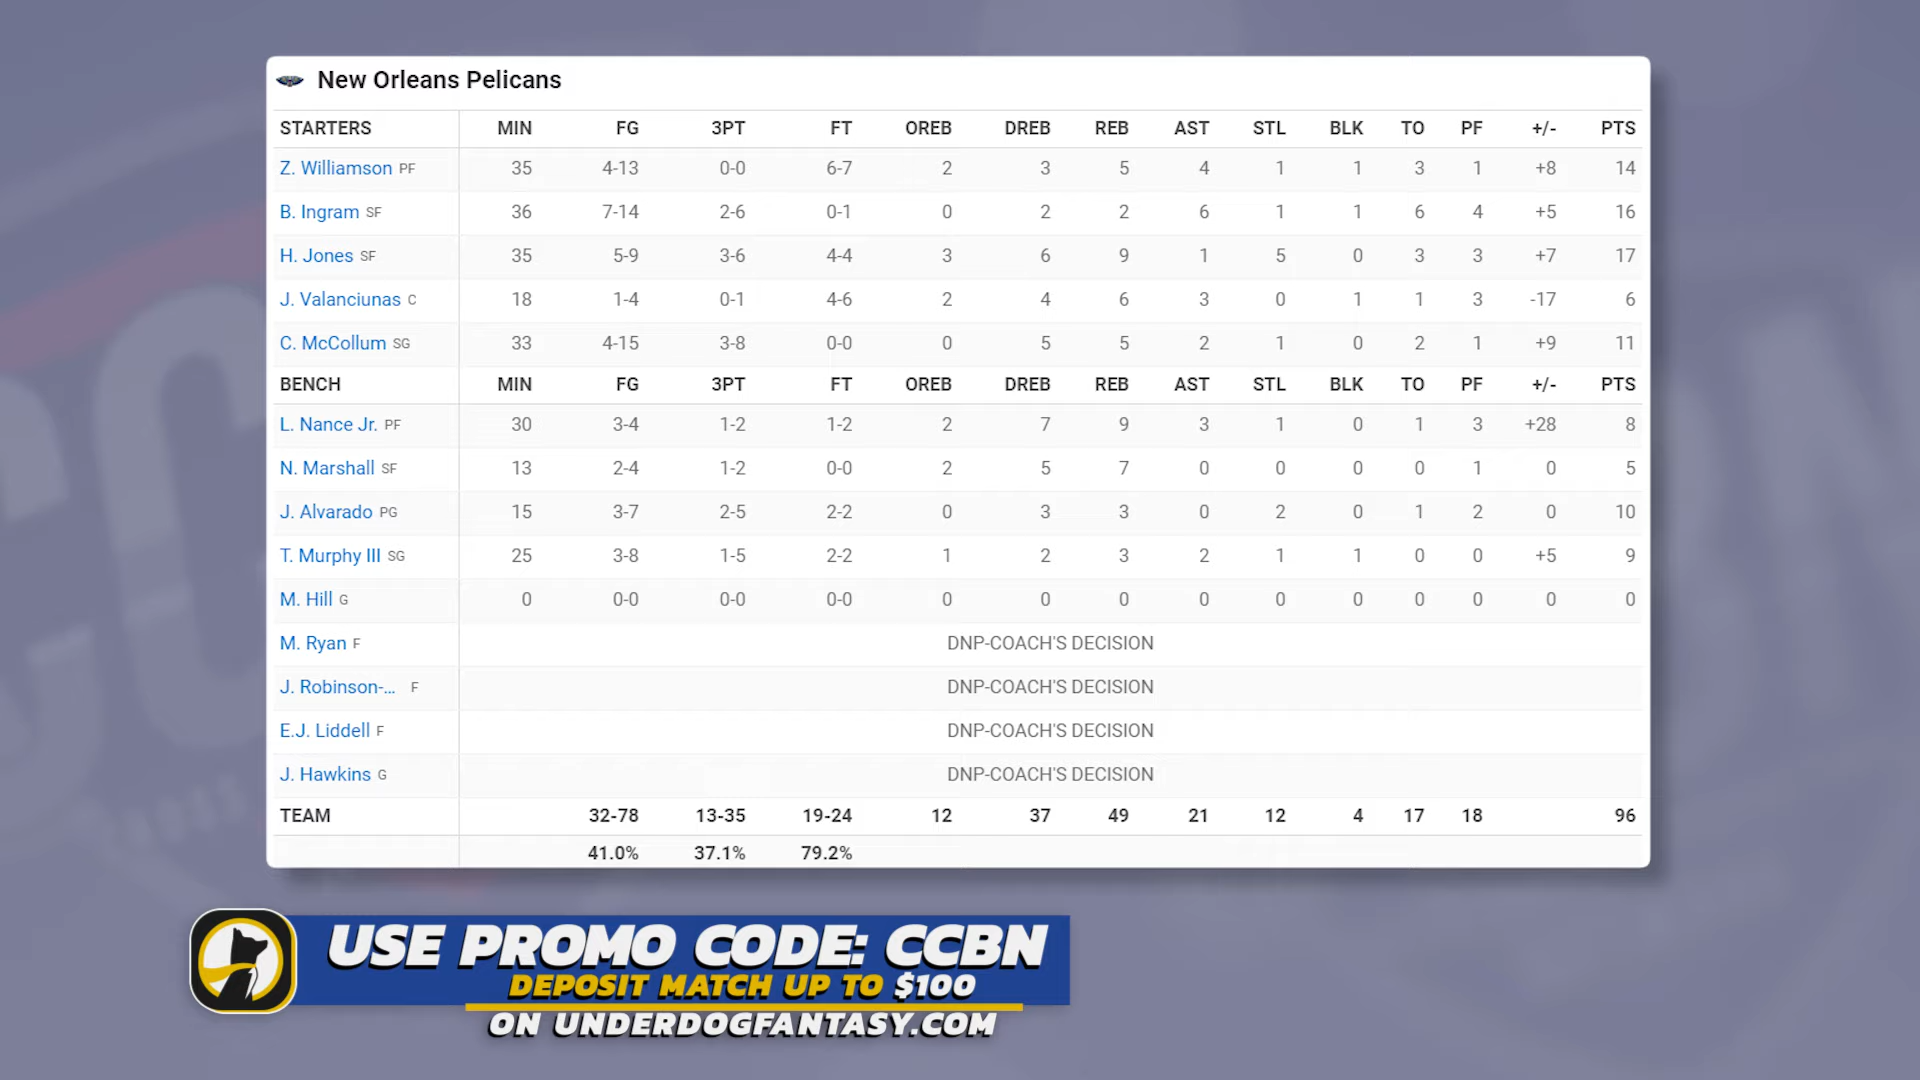 New Orleans Pelicans
STARTERS MIN FG 3PT FT OREB DREB REB AST STL BLK TO PF +/- PTS
Z. Williamson PF 35 4-13 0-0 6-7 2 3 5 4 1 1 3 1 +8 14
B. Ingram SF 36 7-14 2-6 0-1 0 2 2 6 1 1 6 4 +5 16
H. Jones SF 35 5-9 3-6 4-4 3 6 9 1 5 0 3 3 +7 17
J. Valanciunas C 18 1-4 0-1 4-6 2 4 6 3 0 1 1 3 -17 6
C. McCollum SG 33 4-15 3-8 0-0 0 5 5 2 1 0 2 1 +9 11
BENCH MIN FG 3PT FT OREB DREB REB AST STL BLK TO PF +/- PTS
L. Nance Jr. PF 30 3-4 1-2 1-2 2 7 9 3 1 0 1 3 +28 8
N. Marshall SF 13 2-4 1-2 0-0 2 5 7 0 0 0 0 1 0 5
J. Alvarado PG 15 3-7 2-5 2-2 0 3 3 0 2 0 1 2 0 10
T. Murphy III SG 25 3-8 1-5 2-2 1 2 3 2 1 1 0 0 +5 9
M. Hill G 0 0-0 0-0 0-0 0 0 0 0 0 0 0 0 0 0
M. Ryan F DNP-COACH'S DECISION
J. Robinson-... F DNP-COACH'S DECISION
E.J. Liddell F DNP-COACH'S DECISION
J. Hawkins G DNP-COACH'S DECISION
TEAM 32-78 13-35 19-24 12 37 49 21 12 4 17 18 96
41.0% 37.1% 79.2%
USE PROMO CODE: CCBN
DEPOSIT MATCH UP TO $100
ON UNDERDOGFANTASY.COM